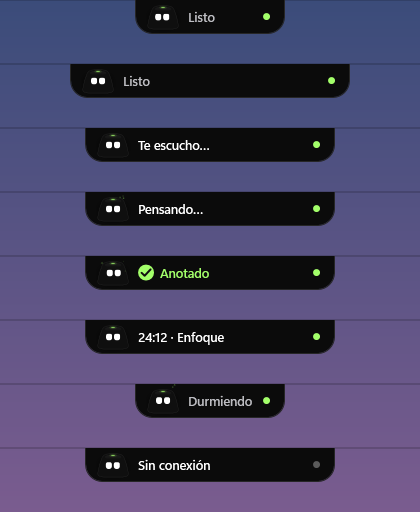 Listo
Listo
Te escucho...
Pensando...
Anotado
24:12 · Enfoque
Durmiendo
Sin conexión